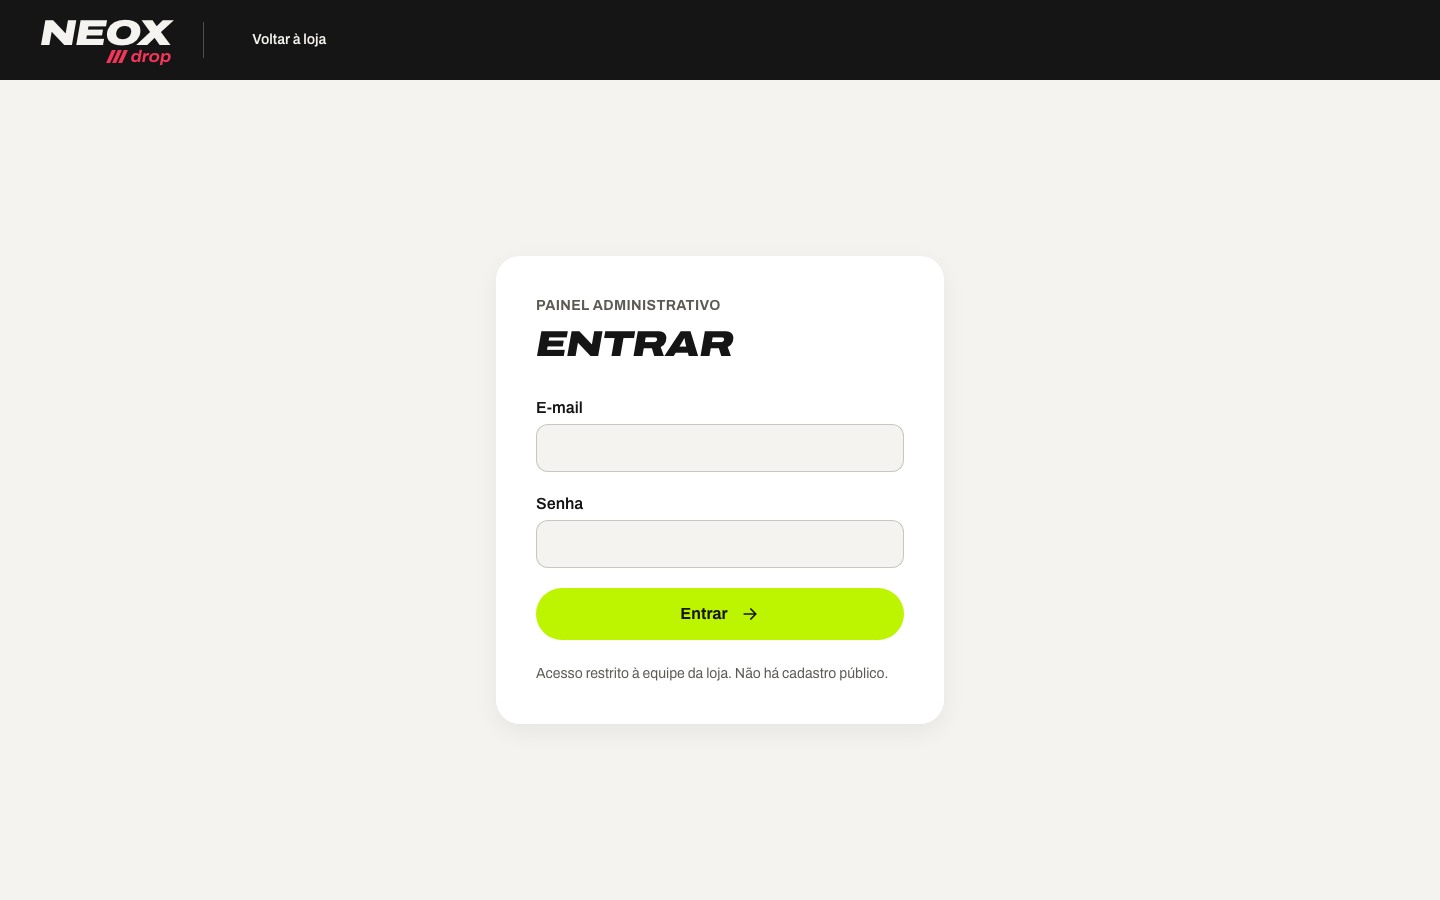 NEOX
drop
Voltar à loja
PAINEL ADMINISTRATIVO
ENTRAR
E-mail
Senha
Entrar →
Acesso restrito à equipe da loja. Não há cadastro público.